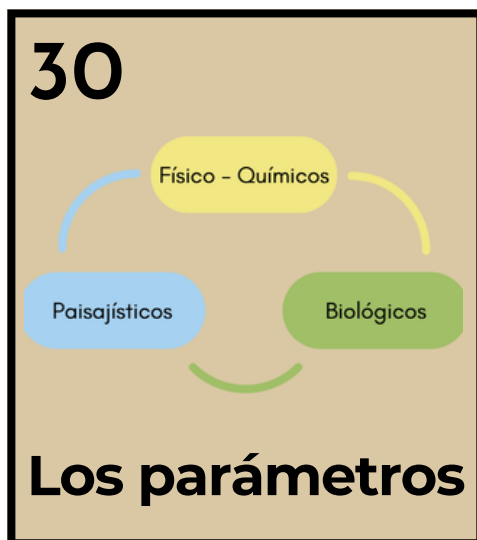 30
Físico - Químicos
Paisajísticos
Biológicos
Los parámetros